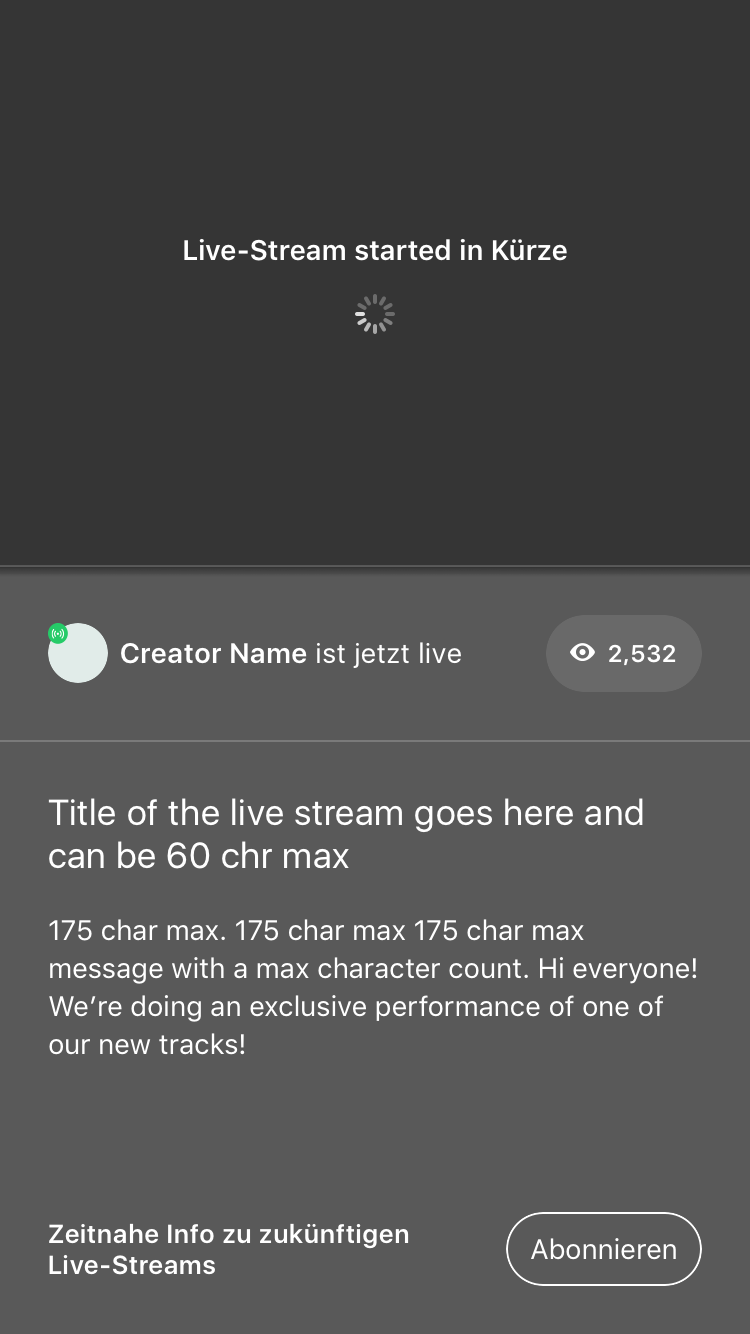 Live-Stream started in Kürze
Creator Name ist jetzt live
2,532
Title of the live stream goes here and
can be 60 chr max
175 char max. 175 char max 175 char max
message with a max character count. Hi everyone!
We’re doing an exclusive performance of one of
our new tracks!
Zeitnahe Info zu zukünftigen
Live-Streams
Abonnieren